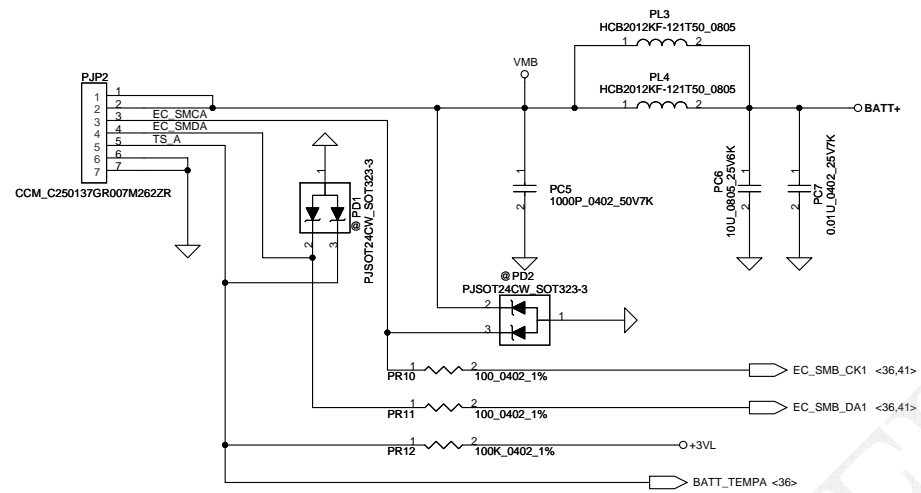 PL3
HCB2012KF-121T50_0805
1 2
VMB
PL4
HCB2012KF-121T50_0805
1 2
BATT+
PJP2
1 1
2 2
3 3 EC_SMCA
4 4 EC_SMDA
5 5 TS_A
6 6
7 7
CCM_C250137GR007M262ZR
1
2 3
@ PD1
PJSOT24CW_SOT323-3
1
2
PC5
1000P_0402_50V7K
1
2
PC6
10U_0805_25V6K
1
2
PC7
0.01U_0402_25V7K
@ PD2
PJSOT24CW_SOT323-3
2
3
1
1 2
PR10 100_0402_1%
EC_SMB_CK1 <36,41>
1 2
PR11 100_0402_1%
EC_SMB_DA1 <36,41>
1 2
PR12 100K_0402_1%
+3VL
BATT_TEMPA <36>